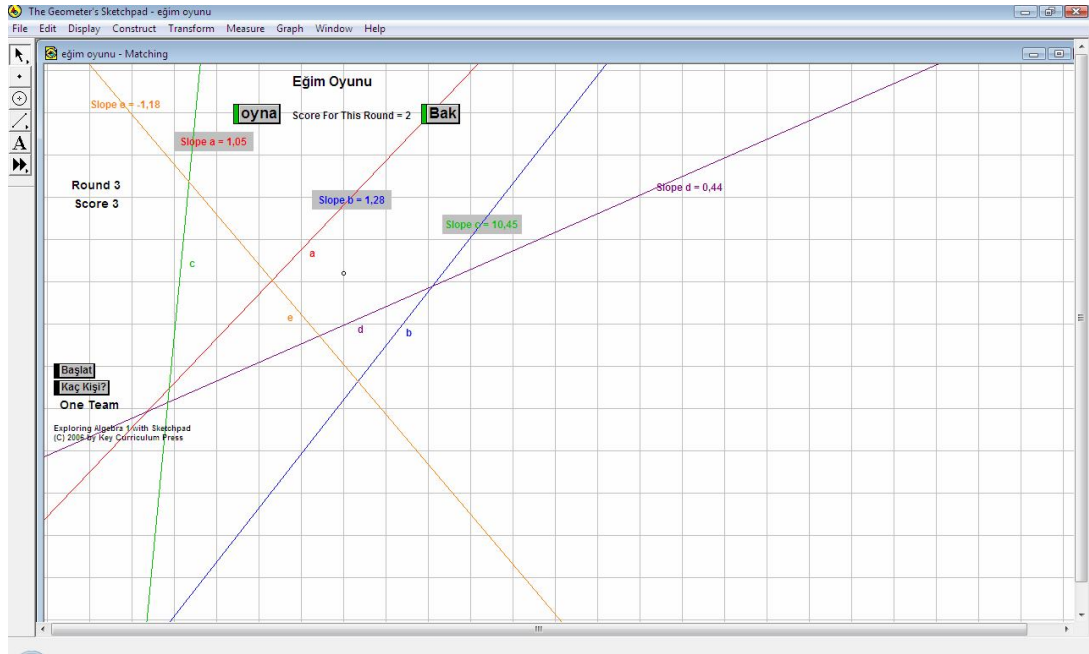 The Geometer's Sketchpad - eğim oyunu
File Edit Display Construct Transform Measure Graph Window Help
eğim oyunu - Matching
Eğim Oyunu
Slope e = -1,18
oyna
Score For This Round = 2
Bak
Slope a = 1,05
Round 3
Score 3
Slope b = 1,28
Slope d = 0,44
Slope c = 10,45
a
c
e
d
b
Başlat
Kaç Kişi?
One Team
Exploring Algebra 1 with Sketchpad
(C) 2006 by Key Curriculum Press
A